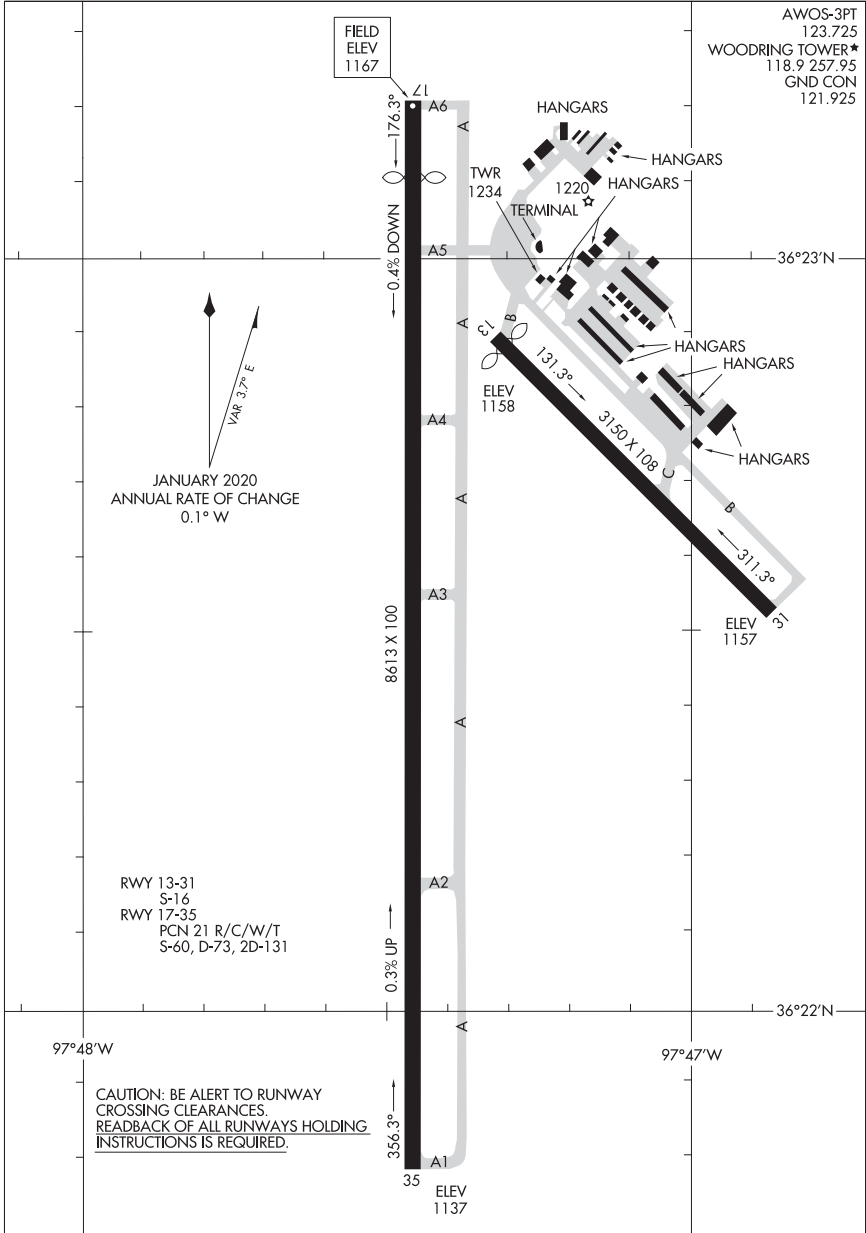 AWOS-3PT
123.725
WOODRING TOWER★
118.9 257.95
GND CON
121.925
FIELD
ELEV
1167
17
176.3°
A6
A
HANGARS
HANGARS
TWR
1234
1220
HANGARS
TERMINAL
0.4% DOWN
A5
36°23'N
A
B
13
VAR 3.7° E
ELEV
1158
131.3°
HANGARS
HANGARS
A4
3150 X 108
C
HANGARS
JANUARY 2020
ANNUAL RATE OF CHANGE
0.1° W
A
B
311.3°
A3
31
ELEV
1157
8613 X 100
A
RWY 13-31
S-16
RWY 17-35
PCN 21 R/C/W/T
S-60, D-73, 2D-131
A2
0.3% UP
36°22'N
A
97°48'W
97°47'W
CAUTION: BE ALERT TO RUNWAY
CROSSING CLEARANCES.
READBACK OF ALL RUNWAYS HOLDING
INSTRUCTIONS IS REQUIRED.
356.3°
A1
35
ELEV
1137